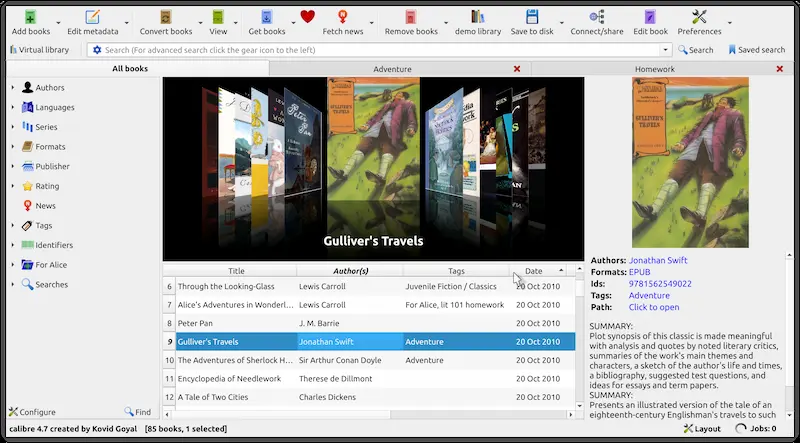 Add books Edit metadata Convert books View Get books Fetch news Remove books demo library Save to disk Connect/share Edit book Preferences
Virtual library Search (For advanced search click the gear icon to the left) Search Saved search
All books Adventure Homework
Authors
Languages
Series
Formats
Publisher
Rating
News
Tags
Identifiers
For Alice
Searches
Configure Find
GULLIVER'S TRAVELS
Peter Pan
Gulliver's Travels
Title Author(s) Tags Date
6 Through the Looking-Glass Lewis Carroll Juvenile Fiction / Classics 20 Oct 2010
7 Alice's Adventures in Wonderl... Lewis Carroll For Alice, lit 101 homework 20 Oct 2010
8 Peter Pan J. M. Barrie 20 Oct 2010
9 Gulliver's Travels Jonathan Swift Adventure 20 Oct 2010
10 The Adventures of Sherlock H... Sir Arthur Conan Doyle Adventure 20 Oct 2010
11 Encyclopedia of Needlework Therese de Dillmont 20 Oct 2010
12 A Tale of Two Cities Charles Dickens 20 Oct 2010
GULLIVER'S
TRAVELS
Authors: Jonathan Swift
Formats: EPUB
Ids: 9781562549022
Tags: Adventure
Path: Click to open
SUMMARY:
Plot synopsis of this classic is made meaningful
with analysis and quotes by noted literary critics,
summaries of the work's main themes and
characters, a sketch of the author's life and times,
a bibliography, suggested test questions, and
ideas for essays and term papers.
SUMMARY:
Presents an illustrated version of the tale of an
eighteenth-century Englishman's travels to such
calibre 4.7 created by Kovid Goyal [85 books, 1 selected] Layout Jobs: 0